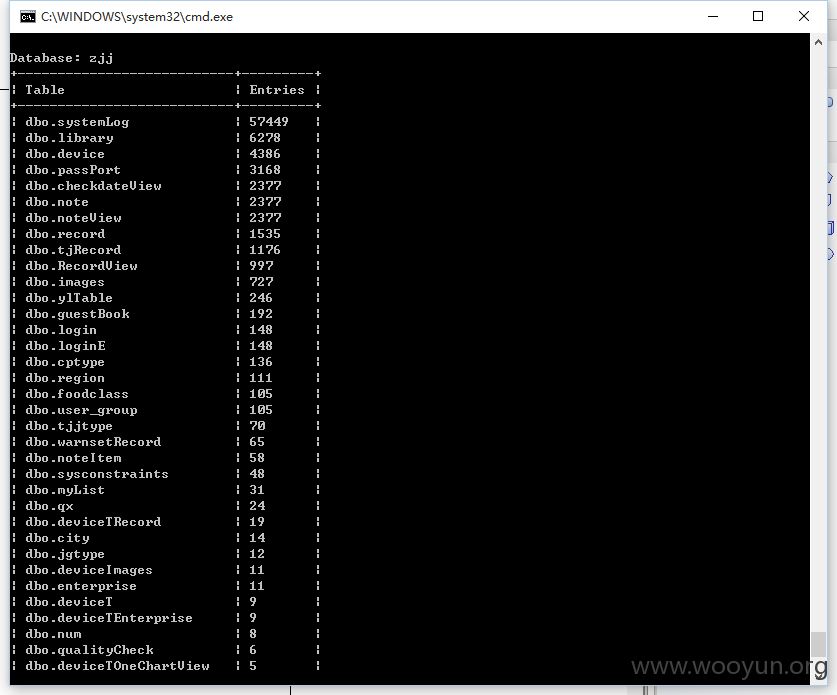 C:\WINDOWS\system32\cmd.exe
Database: zjj
+---------------------------+---------+
| Table | Entries |
+---------------------------+---------+
| dbo.systemLog | 57449 |
| dbo.library | 6278 |
| dbo.device | 4386 |
| dbo.passPort | 3168 |
| dbo.checkdateView | 2377 |
| dbo.note | 2377 |
| dbo.noteView | 2377 |
| dbo.record | 1535 |
| dbo.tjRecord | 1176 |
| dbo.RecordView | 997 |
| dbo.images | 727 |
| dbo.ylTable | 246 |
| dbo.guestBook | 192 |
| dbo.login | 148 |
| dbo.loginE | 148 |
| dbo.cptype | 136 |
| dbo.region | 111 |
| dbo.foodclass | 105 |
| dbo.user_group | 105 |
| dbo.tjjtype | 70 |
| dbo.warnsetRecord | 65 |
| dbo.noteItem | 58 |
| dbo.sysconstraints | 48 |
| dbo.myList | 31 |
| dbo.qx | 24 |
| dbo.deviceTRecord | 19 |
| dbo.city | 14 |
| dbo.jgtype | 12 |
| dbo.deviceImages | 11 |
| dbo.enterprise | 11 |
| dbo.deviceT | 9 |
| dbo.deviceTEnterprise | 9 |
| dbo.num | 8 |
| dbo.qualityCheck | 6 |
| dbo.deviceTOneChartView | 5 |
www.wooyun.org